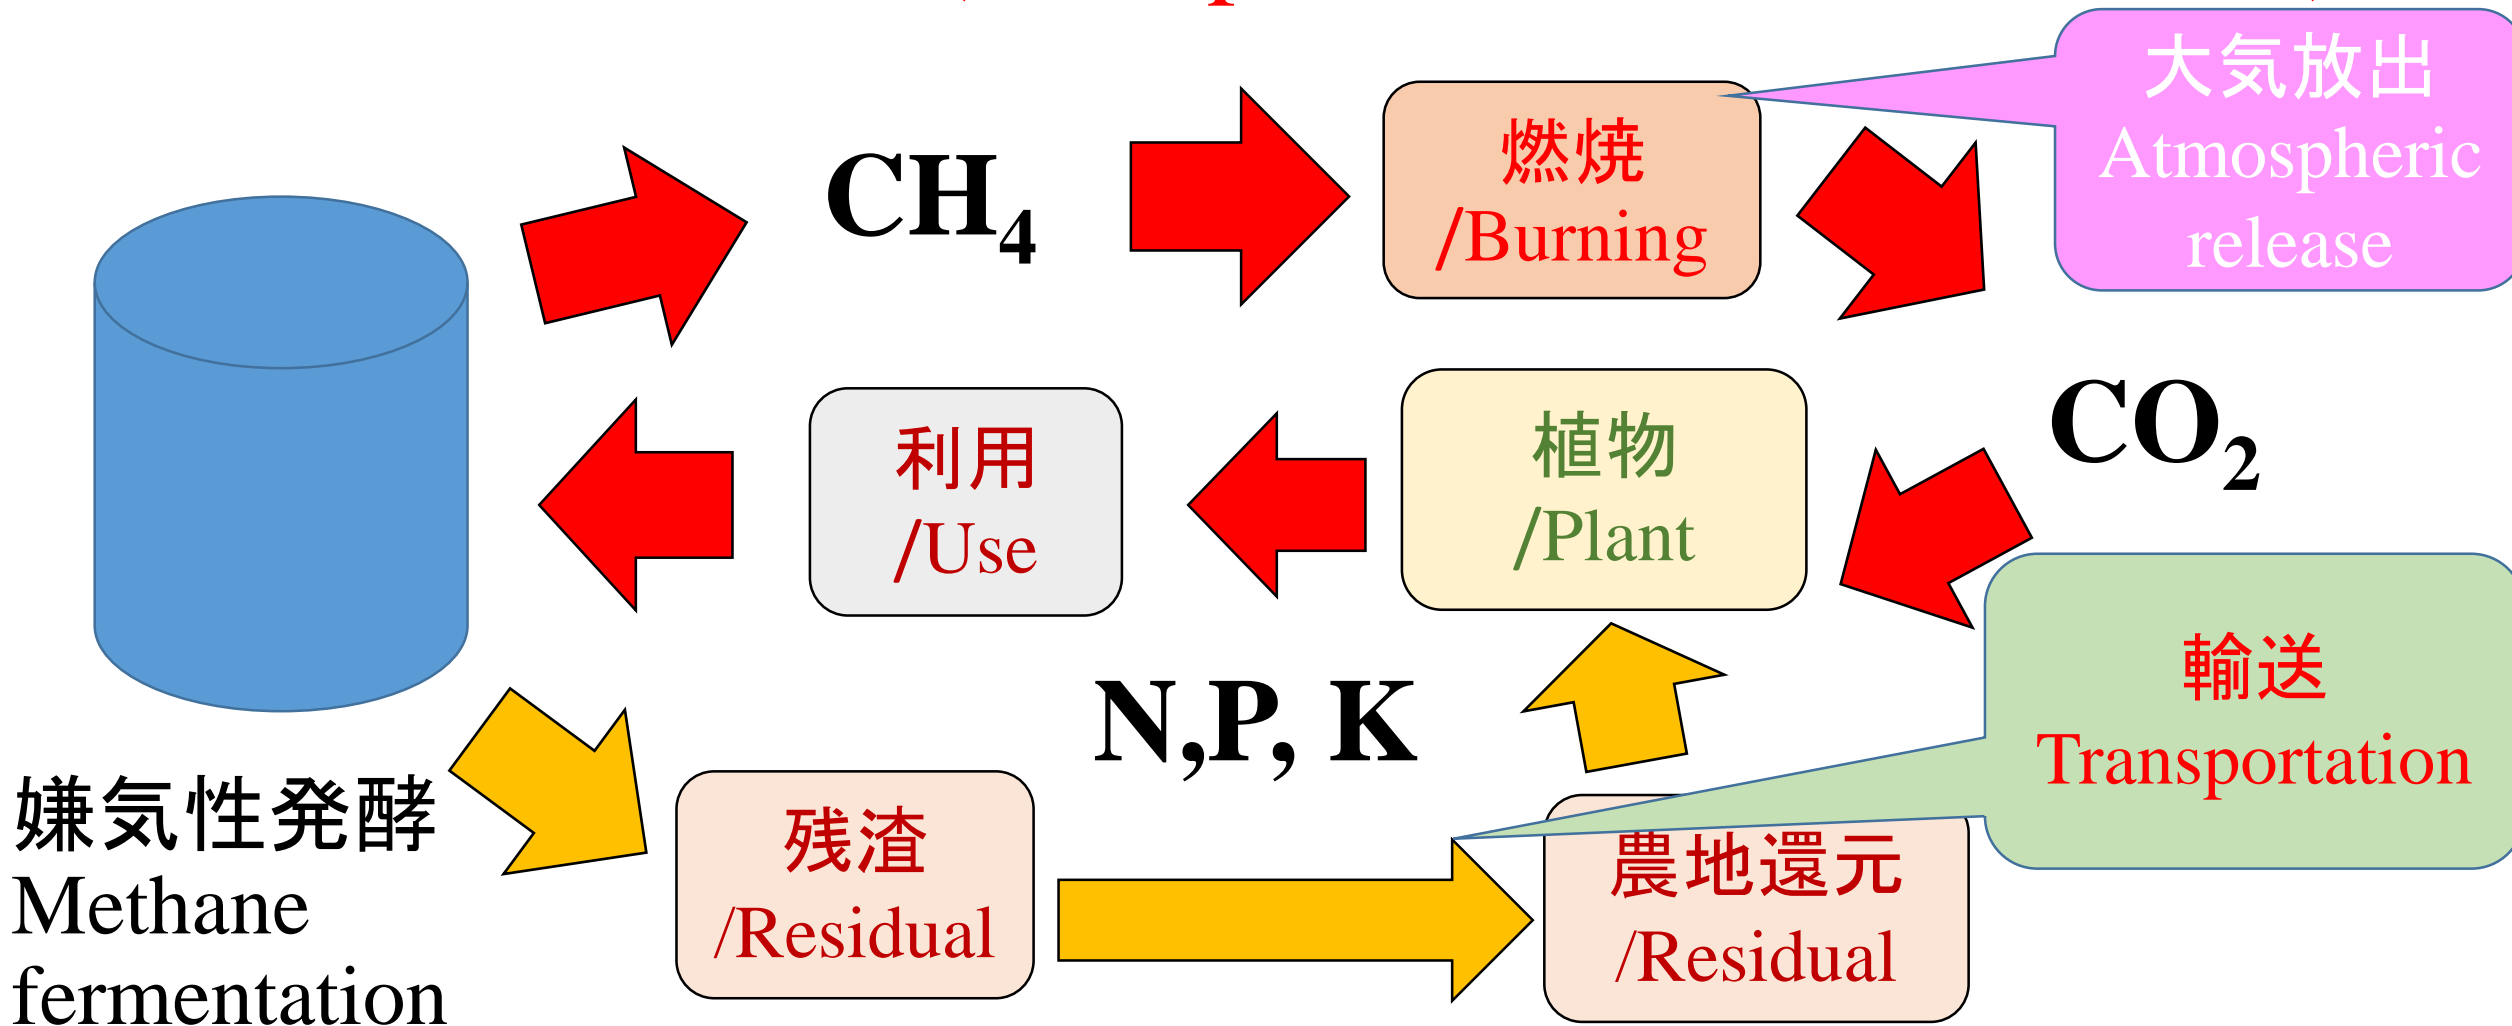 大気放出
Atmospheric
release
燃焼
/Burning
CH4
CO2
利用
/Use
植物
/Plant
輸送
Transportation
N,P, K
嫌気性発酵
Methane
fermentation
残渣
/Residual
農地還元
/Residual